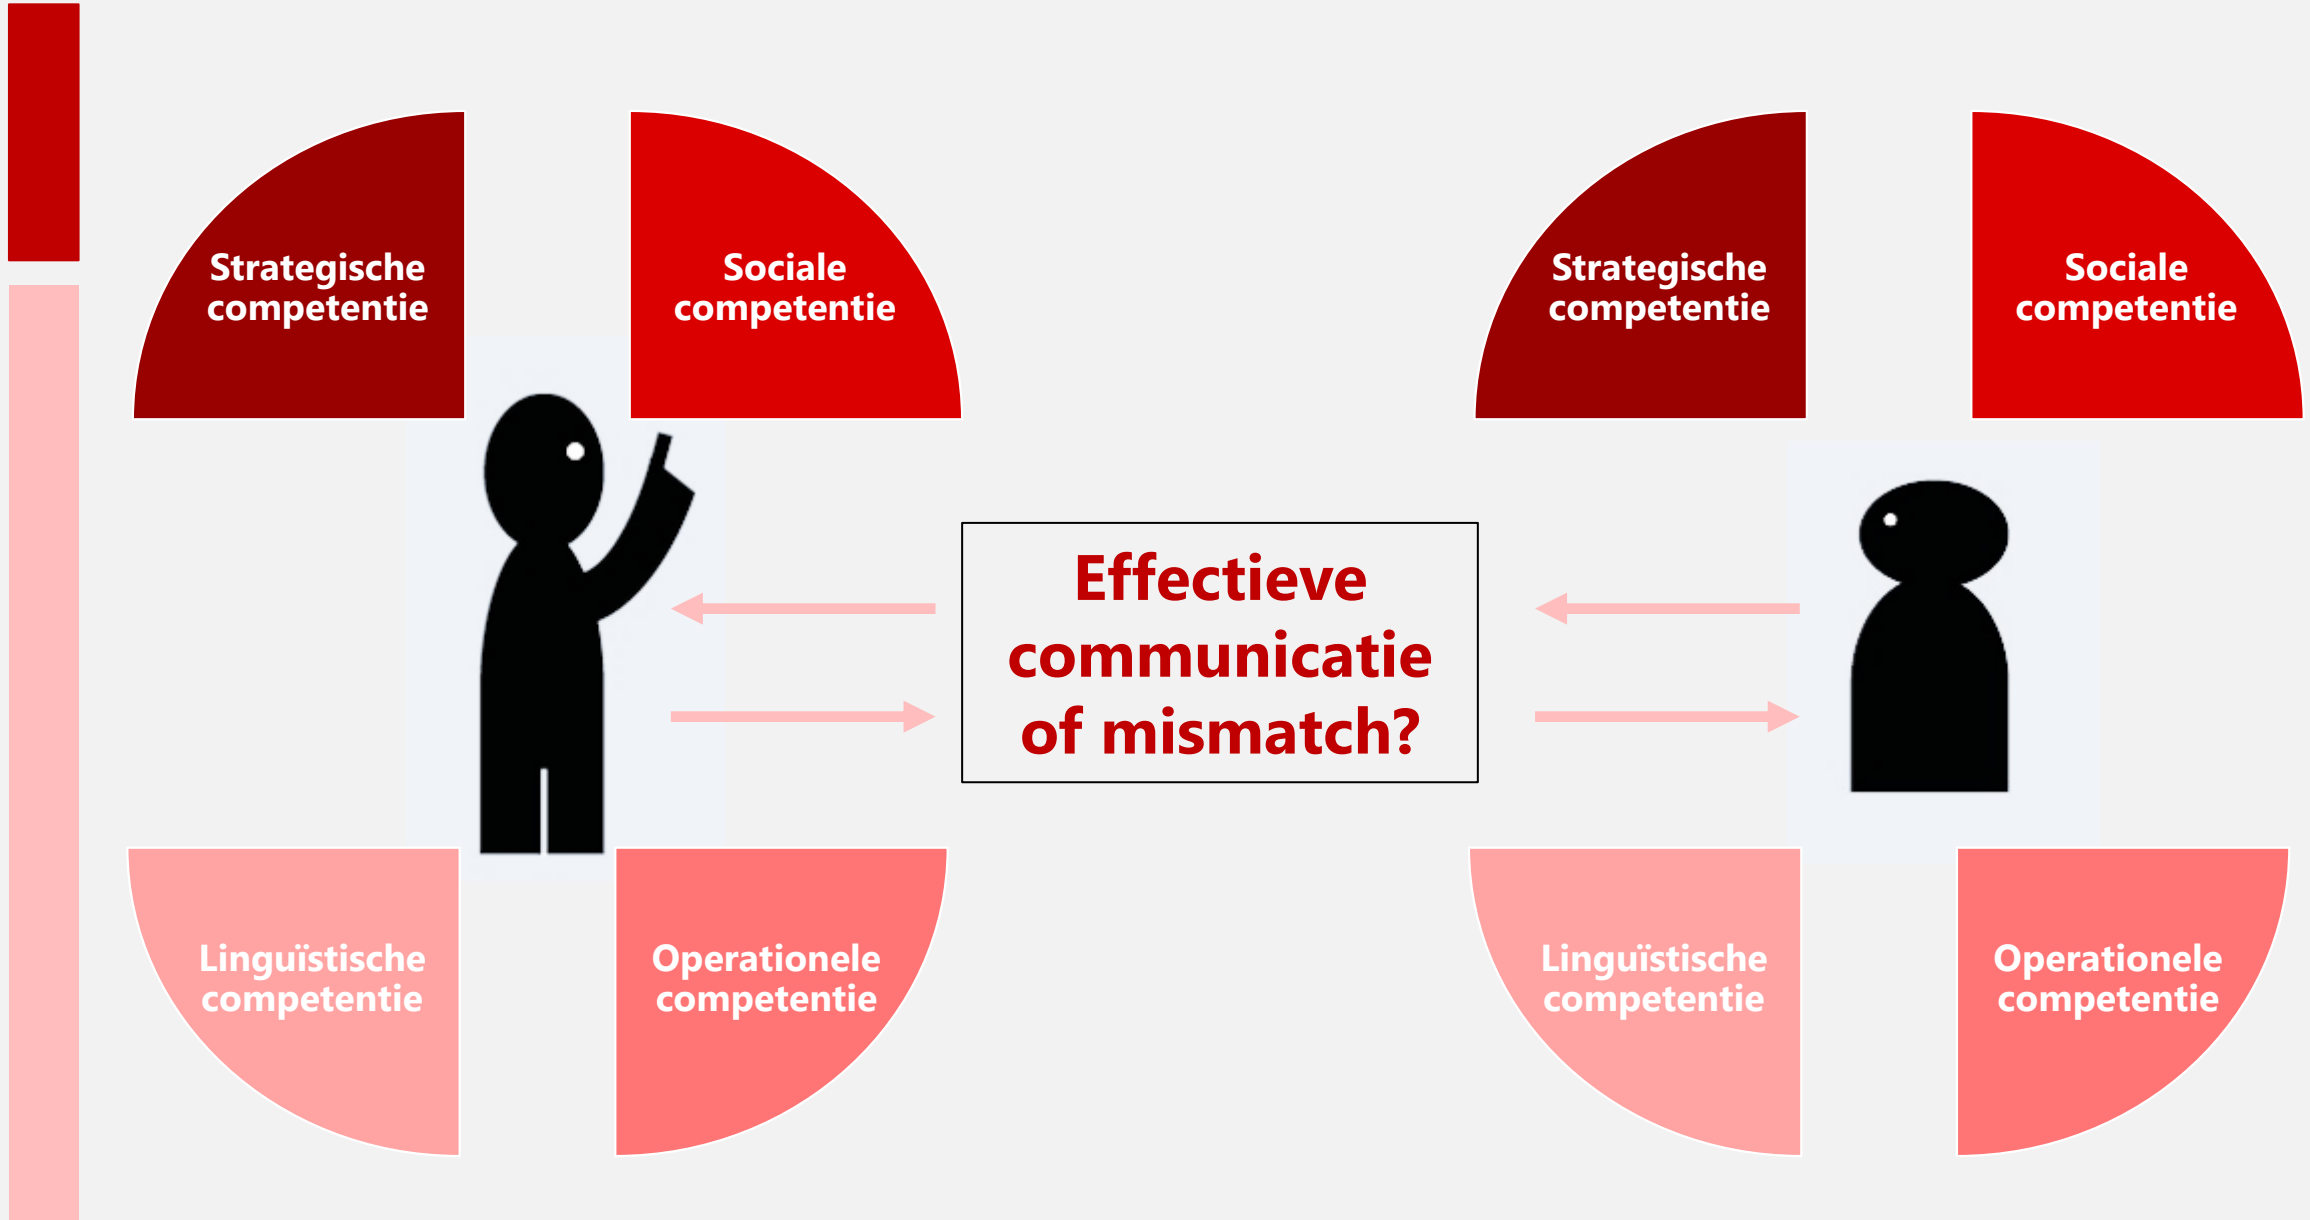 Strategische
competentie
Sociale
competentie
Strategische
competentie
Sociale
competentie
Effectieve
communicatie
of mismatch?
Linguïstische
competentie
Operationele
competentie
Linguïstische
competentie
Operationele
competentie